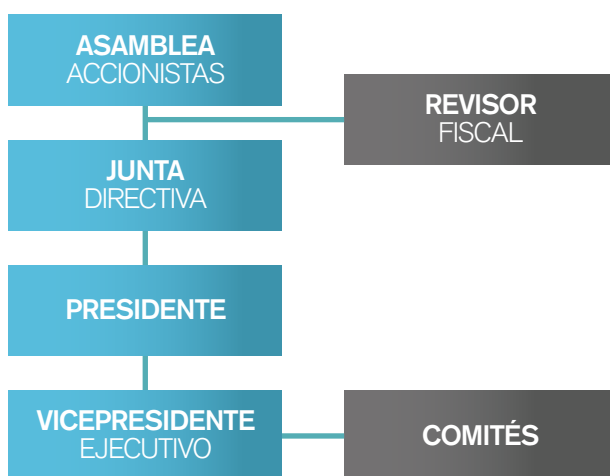 ASAMBLEA
ACCIONISTAS
REVISOR
FISCAL
JUNTA
DIRECTIVA
PRESIDENTE
VICEPRESIDENTE
EJECUTIVO
COMITÉS